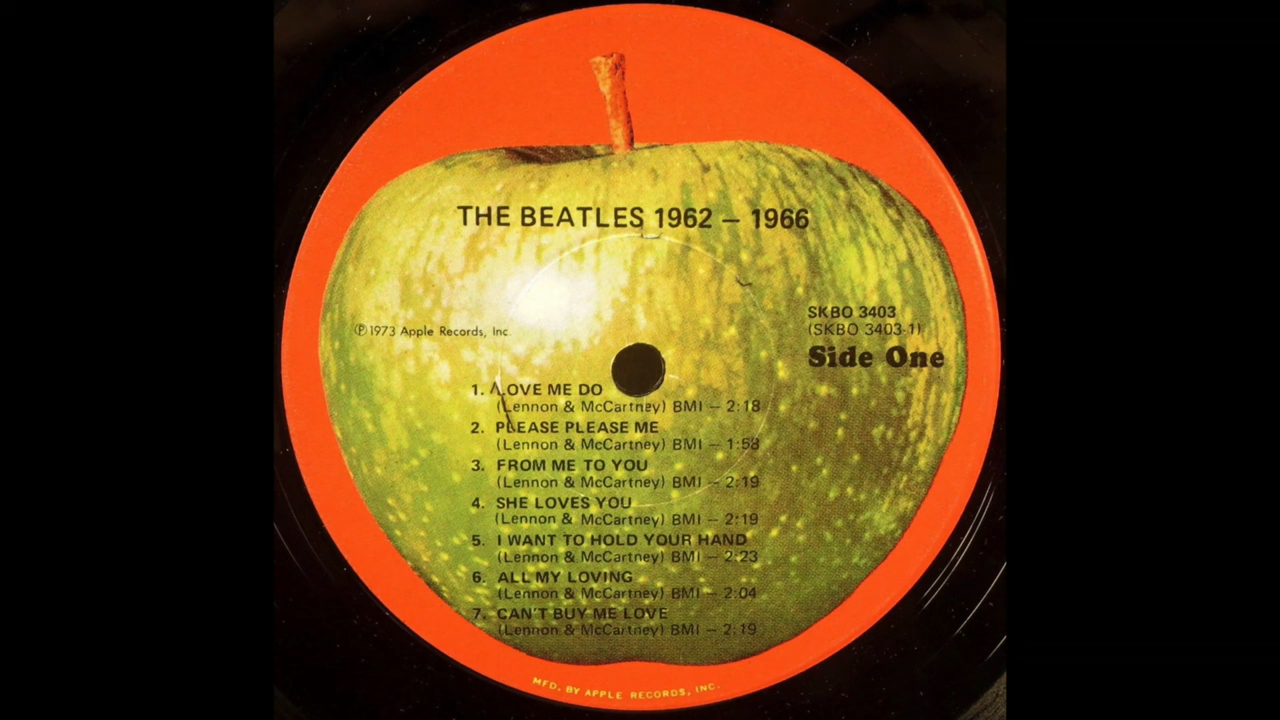 THE BEATLES 1962 – 1966
℗1973 Apple Records, Inc.
SKBO 3403
(SKBO 3403-1)
Side One
1. LOVE ME DO
(Lennon & McCartney) BMI – 2:18
2. PLEASE PLEASE ME
(Lennon & McCartney) BMI – 1:58
3. FROM ME TO YOU
(Lennon & McCartney) BMI – 2:19
4. SHE LOVES YOU
(Lennon & McCartney) BMI – 2:19
5. I WANT TO HOLD YOUR HAND
(Lennon & McCartney) BMI – 2:23
6. ALL MY LOVING
(Lennon & McCartney) BMI – 2:04
7. CAN'T BUY ME LOVE
(Lennon & McCartney) BMI – 2:19
MFD. BY APPLE RECORDS, INC.